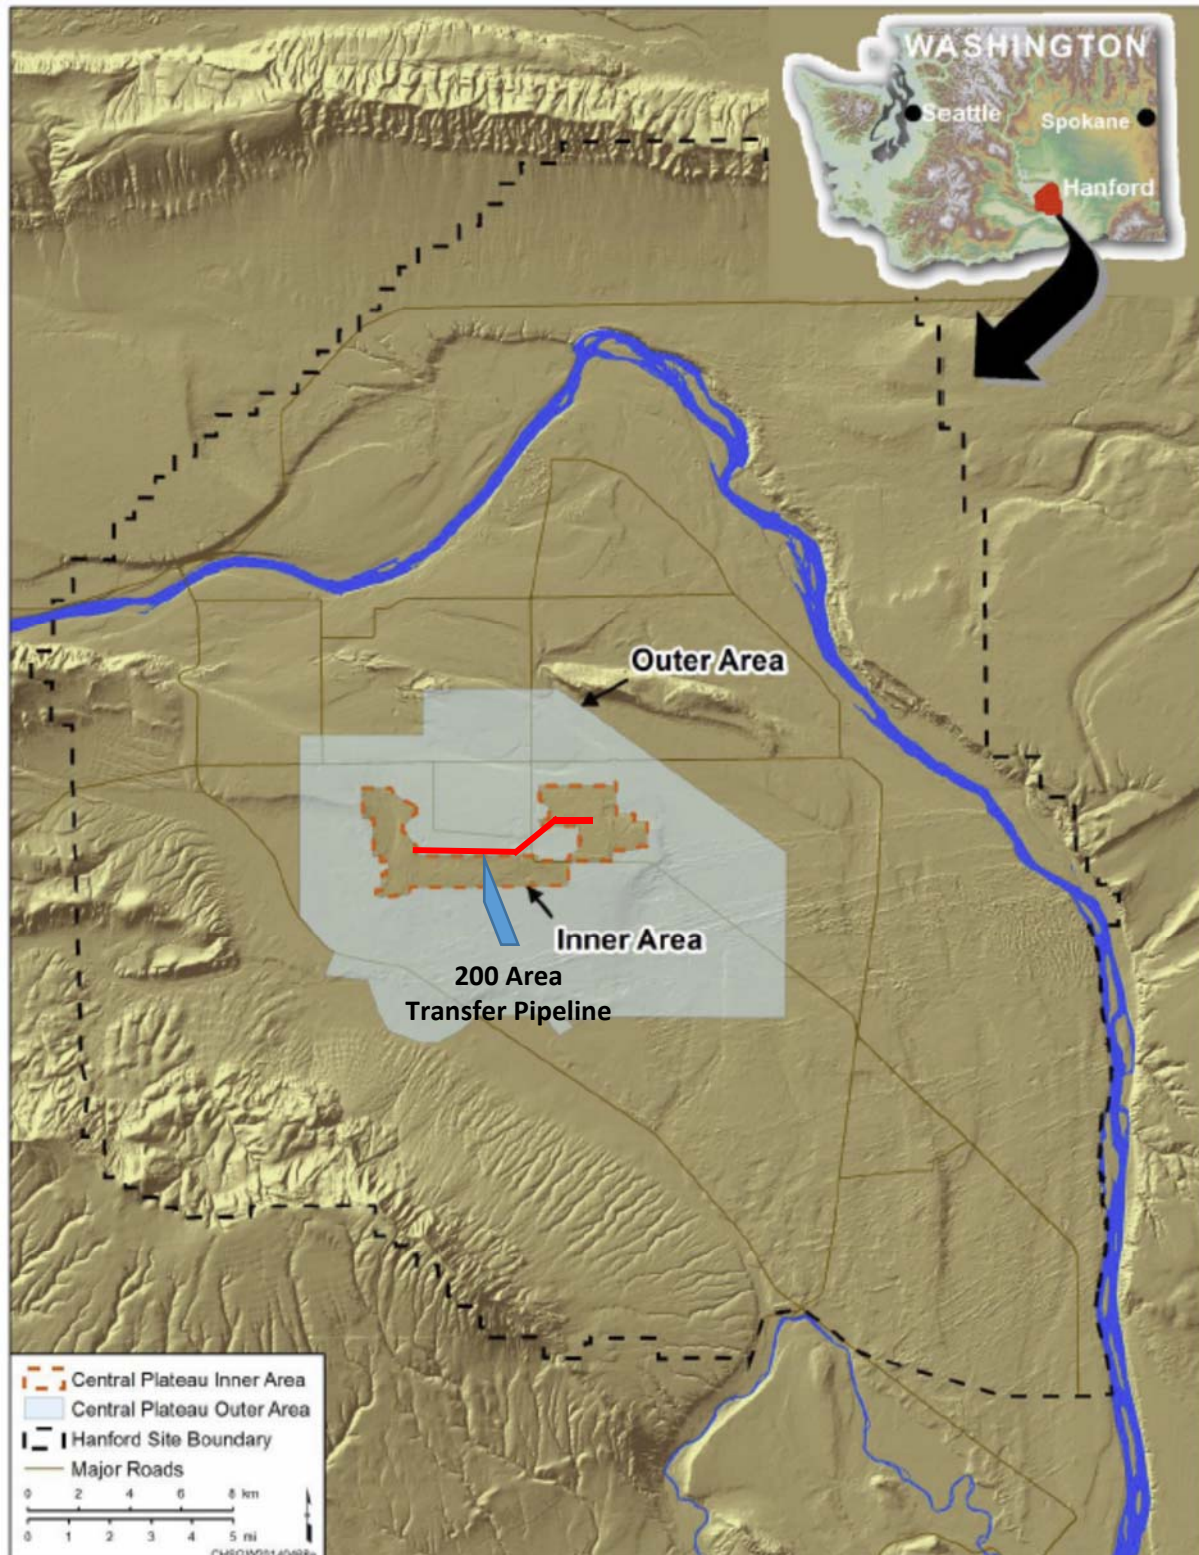 WASHINGTON
Seattle
Spokane
Hanford
Outer Area
Inner Area
200 Area
Transfer Pipeline
Central Plateau Inner Area
Central Plateau Outer Area
Hanford Site Boundary
Major Roads
0 2 4 6 8 km
0 1 2 3 4 5 mi